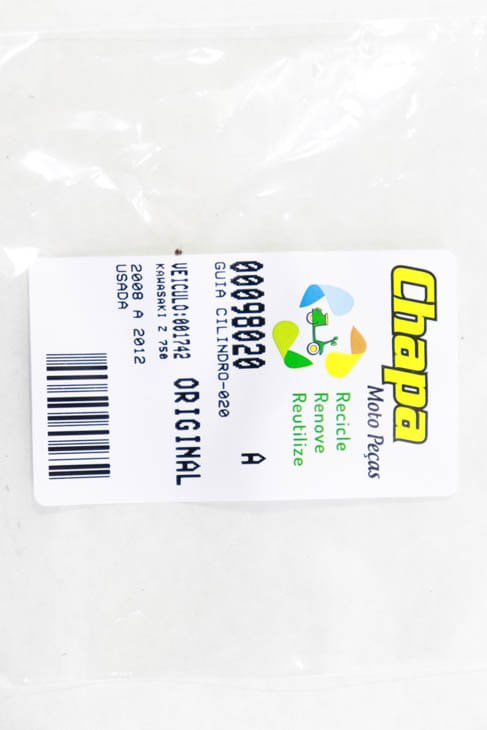 Chapa
Moto Peças
Recicle
Renove
Reutilize
00098020 A
GUIA CILINDRO-020
VEICULO:001742 ORIGINAL
KAWASAKI Z 750
2008 A 2012
USADA